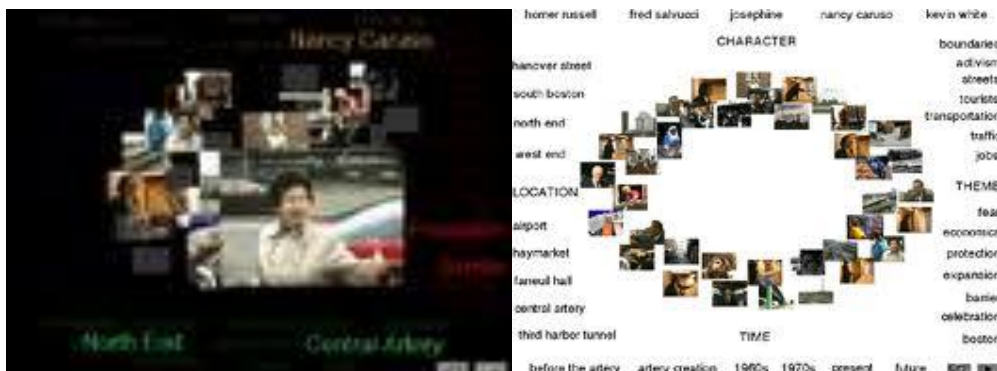 Nancy Caruso
North End
Central Artery
homer russell fred salvucci josephine nancy caruso kevin white
CHARACTER
hanover street
south boston
north end
west end
LOCATION
airport
haymarket
faneuil hall
central artery
third harbor tunnel
boundaries
activism
streets
tourists
transportation
traffic
jobs
THEME
fear
economics
protection
expansion
barrier
celebration
boston
TIME
before the artery artery creation 1960s 1970s present future